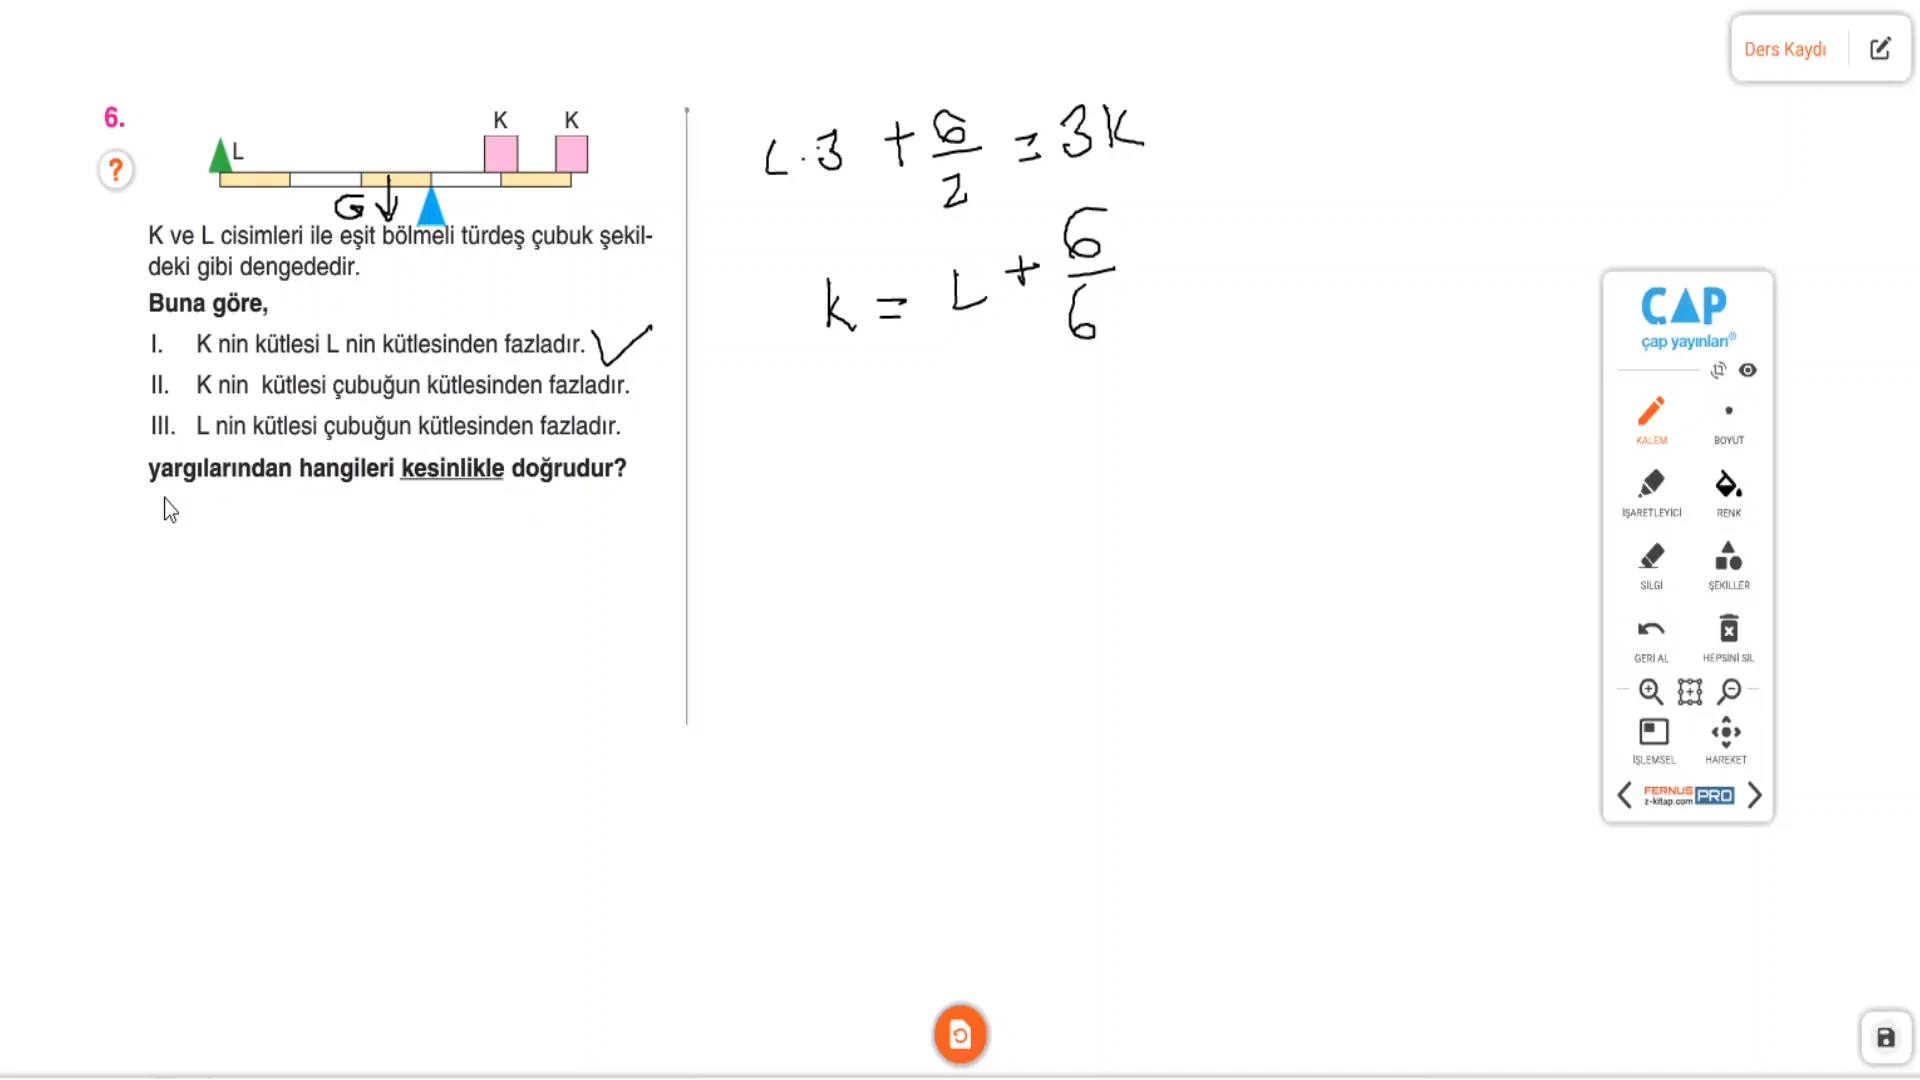 Ders Kaydı
6.
K K
L
?
G
K ve L cisimleri ile eşit bölmeli türdeş çubuk şekil-
deki gibi dengededir.
Buna göre,
I. K nin kütlesi L nin kütlesinden fazladır.
II. K nin kütlesi çubuğun kütlesinden fazladır.
III. L nin kütlesi çubuğun kütlesinden fazladır.
yargılarından hangileri kesinlikle doğrudur?
L.3 + G/2 = 3K
K = L + G/6
ÇAP
çap yayınları®
KALEM BOYUT
İŞARETLEYİCİ RENK
SİLGİ ŞEKİLLER
GERİ AL HEPSİNİ SİL
İŞLEMSEL HAREKET
FERNUS PRO
z-kitap.com